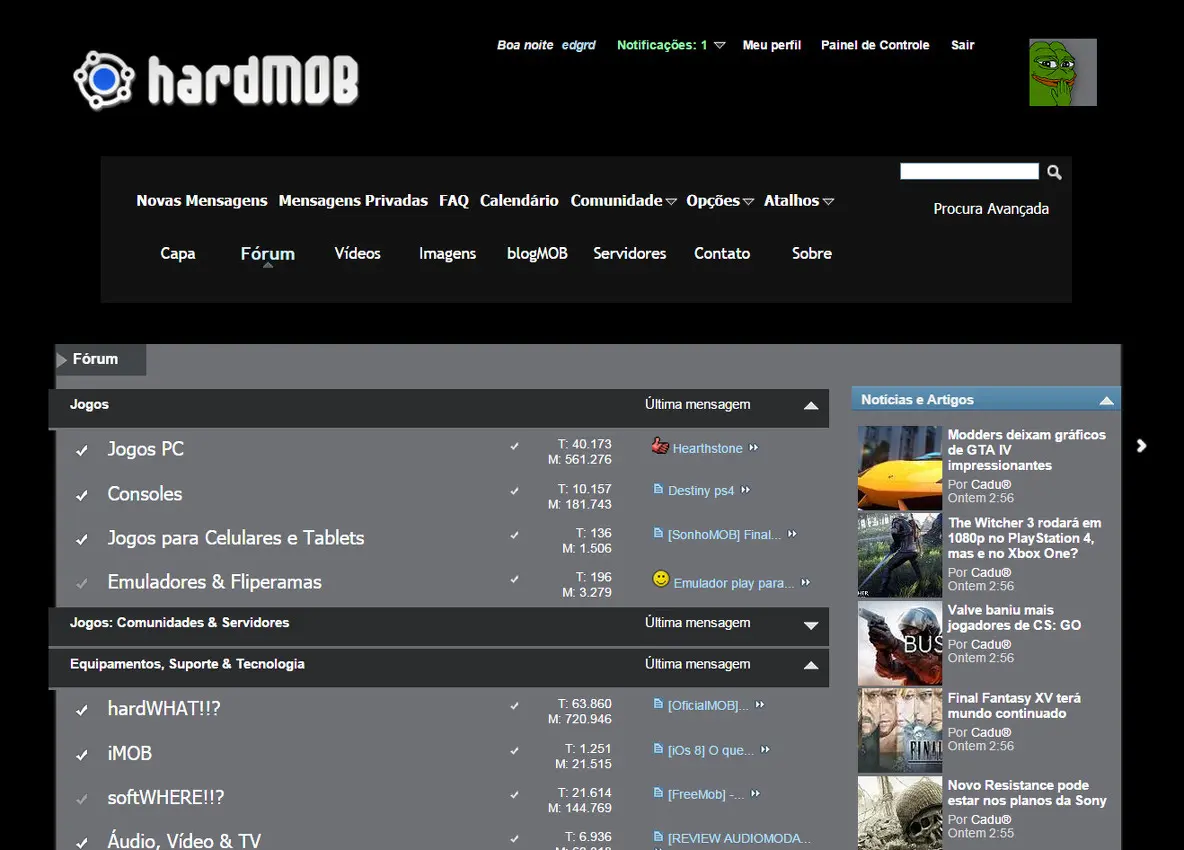 hardMOB
Boa noite edgrd Notificações: 1 Meu perfil Painel de Controle Sair
Novas Mensagens Mensagens Privadas FAQ Calendário Comunidade Opções Atalhos
Procura Avançada
Capa Fórum Vídeos Imagens blogMOB Servidores Contato Sobre
Fórum
Jogos Última mensagem
Jogos PC T: 40.173 Hearthstone
M: 561.276
Consoles T: 10.157 Destiny ps4
M: 181.743
Jogos para Celulares e Tablets T: 136 [SonhoMOB] Final...
M: 1.506
Emuladores & Fliperamas T: 196 Emulador play para...
M: 3.279
Jogos: Comunidades & Servidores Última mensagem
Equipamentos, Suporte & Tecnologia Última mensagem
hardWHAT!!? T: 63.860 [OficialMOB]...
M: 720.946
iMOB T: 1.251 [iOs 8] O que...
M: 21.515
softWHERE!!? T: 21.614 [FreeMob] -...
M: 144.769
Áudio, Vídeo & TV T: 6.936 [REVIEW AUDIOMODA...
Notícias e Artigos
Modders deixam gráficos
de GTA IV
impressionantes
Por Cadu®
Ontem 2:56
The Witcher 3 rodará em
1080p no PlayStation 4,
mas e no Xbox One?
Por Cadu®
Ontem 2:56
Valve baniu mais
jogadores de CS: GO
Por Cadu®
Ontem 2:56
BUS
Final Fantasy XV terá
mundo continuado
Por Cadu®
Ontem 2:56
FINAL
Novo Resistance pode
estar nos planos da Sony
Por Cadu®
Ontem 2:55